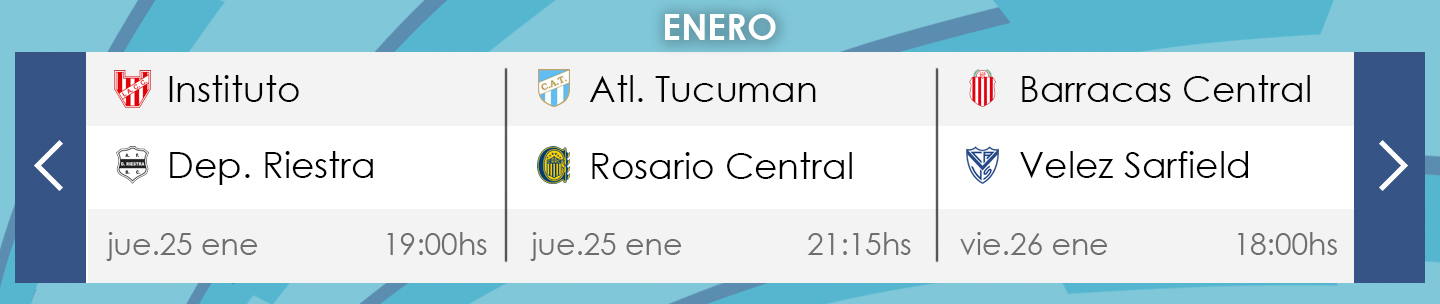 ENERO
Instituto
Dep. Riestra
jue.25 ene 19:00hs
C.A.T.
Atl. Tucuman
Rosario Central
jue.25 ene 21:15hs
Barracas Central
Velez Sarfield
vie.26 ene 18:00hs